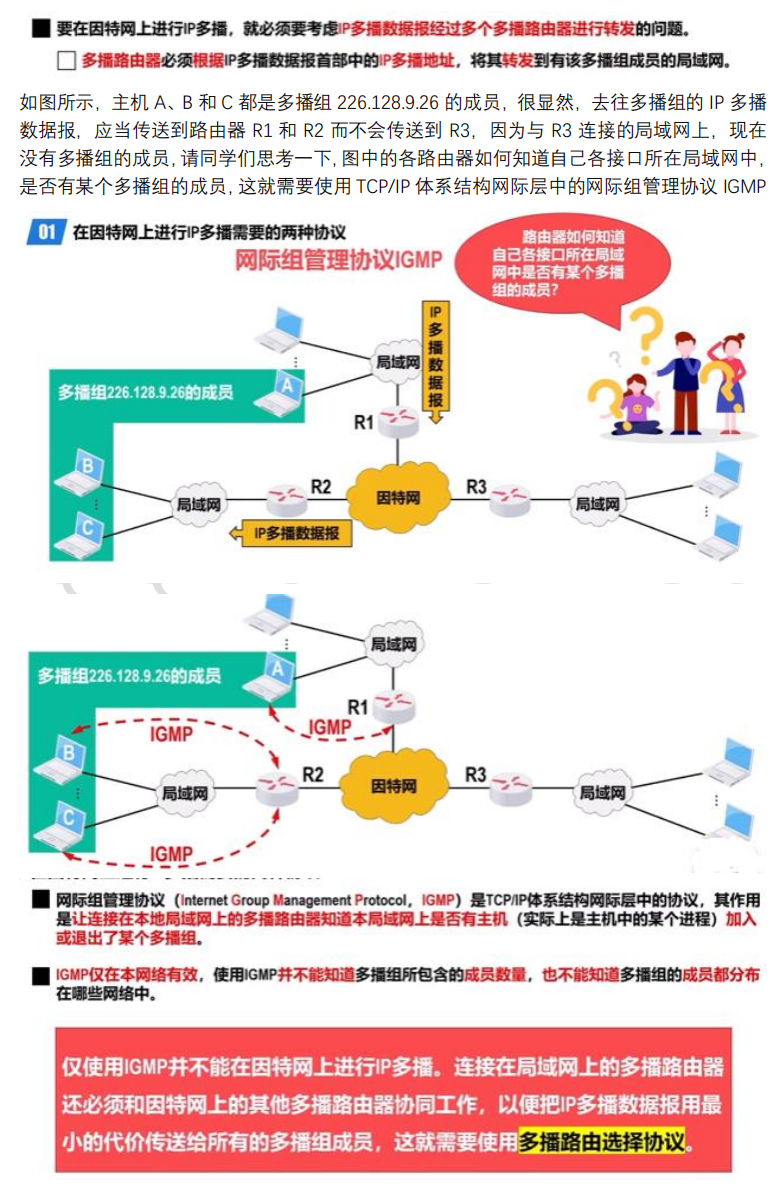 要在因特网上进行IP多播，就必须要考虑IP多播数据报经过多个多播路由器进行转发的问题。
多播路由器必须根据IP多播数据报首部中的IP多播地址，将其转发到有该多播组成员的局域网。
如图所示，主机 A、B 和 C 都是多播组 226.128.9.26 的成员，很显然，去往多播组的 IP 多播
数据报，应当传送到路由器 R1 和 R2 而不会传送到 R3，因为与 R3 连接的局域网上，现在
没有多播组的成员,请同学们思考一下,图中的各路由器如何知道自己各接口所在局域网中,
是否有某个多播组的成员,这就需要使用 TCP/IP 体系结构网际层中的网际组管理协议 IGMP
01 在因特网上进行IP多播需要的两种协议
网际组管理协议IGMP
路由器如何知道
自己各接口所在局域
网中是否有某个多播
组的成员？
IP多播数据报
局域网
多播组226.128.9.26的成员
A
R1
B
R2
R3
局域网
因特网
局域网
C
IP多播数据报
局域网
多播组226.128.9.26的成员
A
R1
IGMP
IGMP
B
R2
R3
局域网
因特网
局域网
C
IGMP
网际组管理协议（Internet Group Management Protocol，IGMP）是TCP/IP体系结构网际层中的协议，其作用
是让连接在本地局域网上的多播路由器知道本局域网上是否有主机（实际上是主机中的某个进程）加入
或退出了某个多播组。
IGMP仅在本网络有效，使用IGMP并不能知道多播组所包含的成员数量，也不能知道多播组的成员都分布
在哪些网络中。
仅使用IGMP并不能在因特网上进行IP多播。连接在局域网上的多播路由器
还必须和因特网上的其他多播路由器协同工作，以便把IP多播数据报用最
小的代价传送给所有的多播组成员，这就需要使用多播路由选择协议。